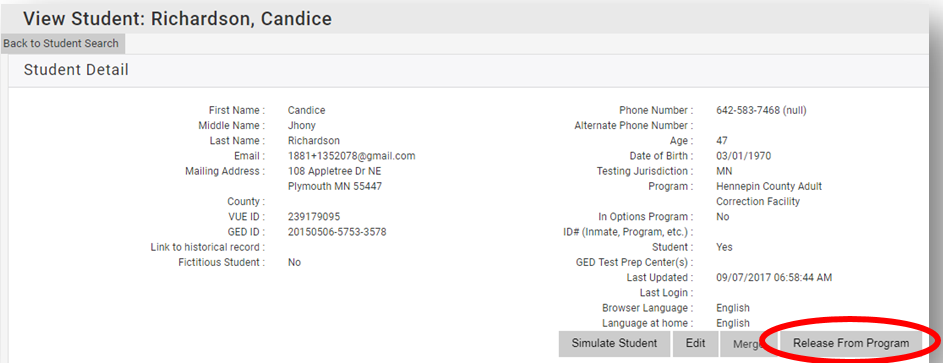 View Student: Richardson, Candice
Back to Student Search
Student Detail
First Name : Candice
Middle Name : Jhony
Last Name : Richardson
Email : 1881+1352078@gmail.com
Mailing Address : 108 Appletree Dr NE
Plymouth MN 55447
County :
VUE ID : 239179095
GED ID : 20150506-5753-3578
Link to historical record :
Fictitious Student : No
Phone Number : 642-583-7468 (null)
Alternate Phone Number :
Age : 47
Date of Birth : 03/01/1970
Testing Jurisdiction : MN
Program : Hennepin County Adult
Correction Facility
In Options Program : No
ID# (Inmate, Program, etc.) :
Student : Yes
GED Test Prep Center(s) :
Last Updated : 09/07/2017 06:58:44 AM
Last Login :
Browser Language : English
Language at home : English
Simulate Student Edit Merge Release From Program